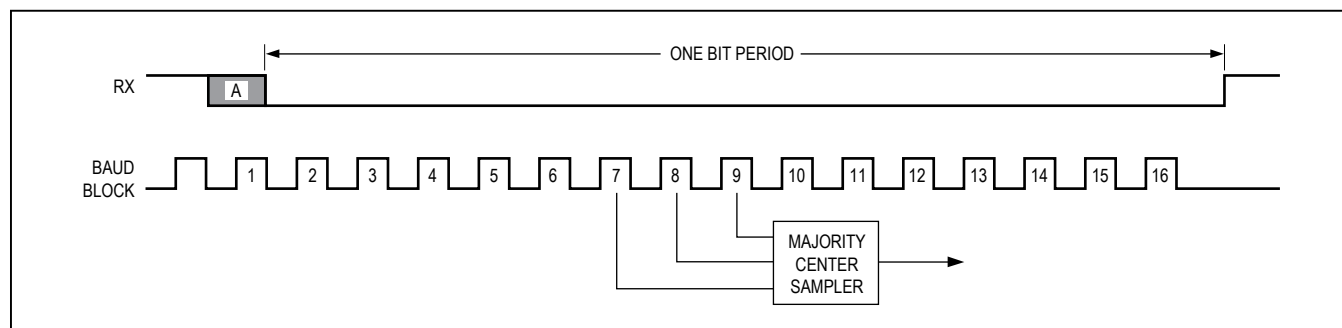 ONE BIT PERIOD
RX
A
BAUD
BLOCK
1 2 3 4 5 6 7 8 9 10 11 12 13 14 15 16
MAJORITY
CENTER
SAMPLER